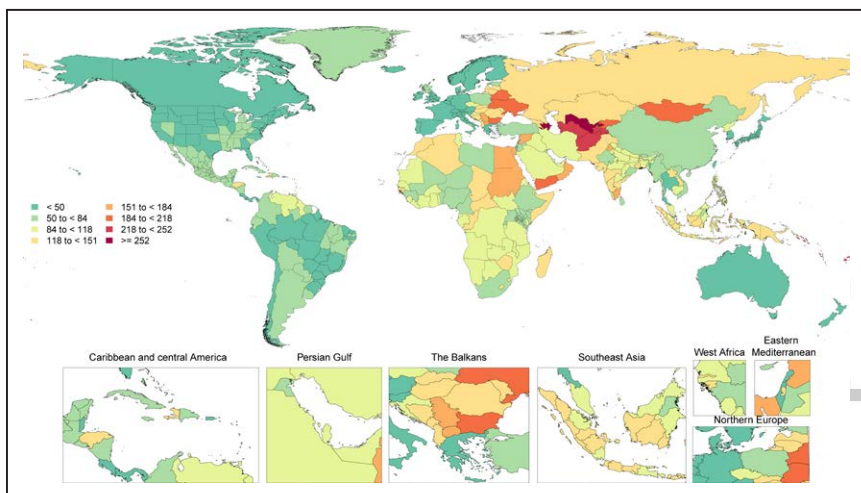 < 50
50 to < 84
84 to < 118
118 to < 151
151 to < 184
184 to < 218
218 to < 252
>= 252
Caribbean and central America
Persian Gulf
The Balkans
Southeast Asia
West Africa
Eastern
Mediterranean
Northern Europe